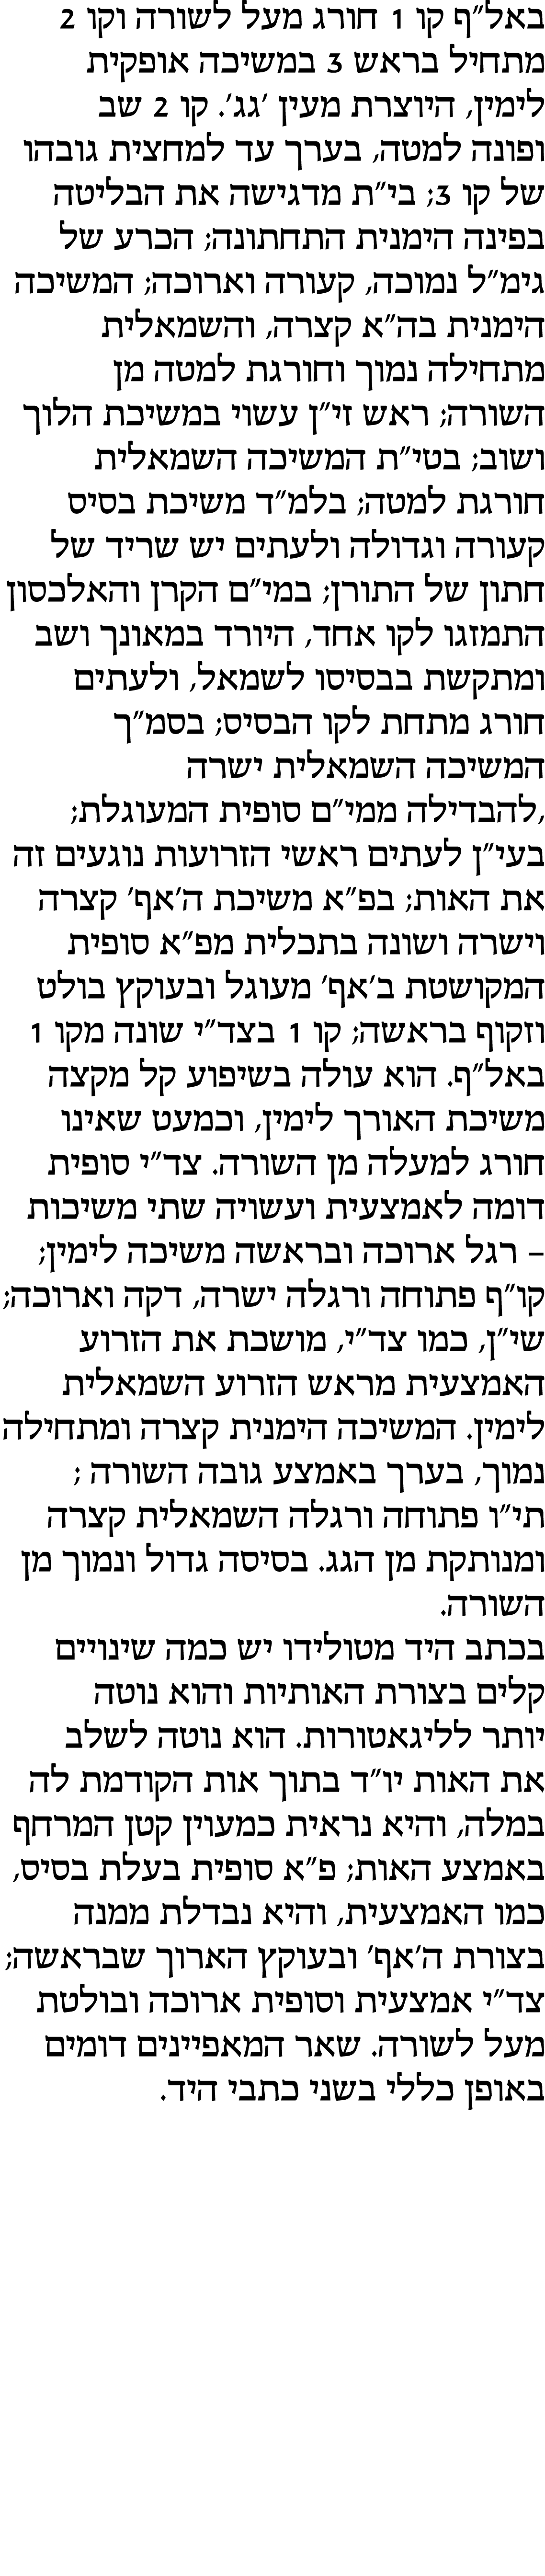 באל"ף קו 1 חורג מעל לשורה וקו 2
מתחיל בראש 3 במשיכה אופקית
לימין, היוצרת מעין 'גג'. קו 2 שב
ופונה למטה, בערך עד למחצית גובהו
של קו 3; בי"ת מדגישה את הבליטה
בפינה הימנית התחתונה; הכרע של
גימ"ל נמוכה, קעורה וארוכה; המשיכה
הימנית בה"א קצרה, והשמאלית
מתחילה נמוך וחורגת למטה מן
השורה; ראש זי"ן עשוי במשיכת הלוך
ושוב; בטי"ת המשיכה השמאלית
חורגת למטה; בלמ"ד משיכת בסיס
קעורה וגדולה ולעתים יש שריד של
חתון של התורן; במי"ם הקרן והאלכסון
התמזגו לקו אחד, היורד במאונך ושב
ומתקשת בבסיסו לשמאל, ולעתים
חורג מתחת לקו הבסיס; בסמ"ך
המשיכה השמאלית ישרה
,להבדילה ממי"ם סופית המעוגלת;
בעי"ן לעתים ראשי הזרועות נוגעים זה
את האות; בפ"א משיכת ה'אף' קצרה
וישרה ושונה בתכלית מפ"א סופית
המקושטת ב'אף' מעוגל ובעוקץ בולט
וזקוף בראשה; קו 1 בצד"י שונה מקו 1
באל"ף. הוא עולה בשיפוע קל מקצה
משיכת האורך לימין, וכמעט שאינו
חורג למעלה מן השורה. צד"י סופית
דומה לאמצעית ועשויה שתי משיכות
– רגל ארוכה ובראשה משיכה לימין;
קו"ף פתוחה ורגלה ישרה, דקה וארוכה;
שי"ן, כמו צד"י, מושכת את הזרוע
האמצעית מראש הזרוע השמאלית
לימין. המשיכה הימנית קצרה ומתחילה
נמוך, בערך באמצע גובה השורה ;
תי"ו פתוחה ורגלה השמאלית קצרה
ומנותקת מן הגג. בסיסה גדול ונמוך מן
השורה.
בכתב היד מטולידו יש כמה שינויים
קלים בצורת האותיות והוא נוטה
יותר לליגאטורות. הוא נוטה לשלב
את האות יו"ד בתוך אות הקודמת לה
במלה, והיא נראית כמעוין קטן המרחף
באמצע האות; פ"א סופית בעלת בסיס,
כמו האמצעית, והיא נבדלת ממנה
בצורת ה'אף' ובעוקץ הארוך שבראשה;
צד"י אמצעית וסופית ארוכה ובולטת
מעל לשורה. שאר המאפיינים דומים
באופן כללי בשני כתבי היד.